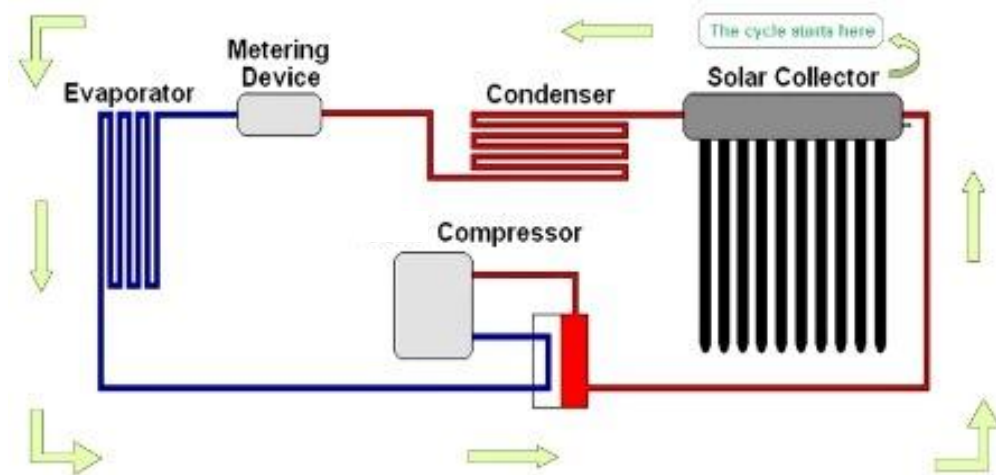 The cycle starts here
Metering
Device
Solar Collector
Evaporator
Condenser
Compressor